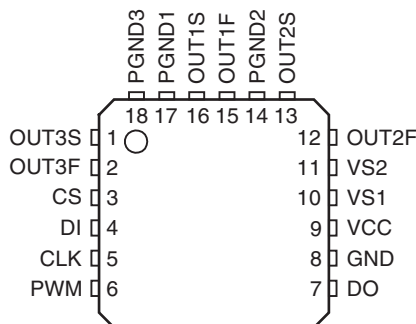 PGND3
PGND1
OUT1S
OUT1F
PGND2
OUT2S
18 17 16 15 14 13
OUT3S 1 12 OUT2F
OUT3F 2 11 VS2
CS 3 10 VS1
DI 4 9 VCC
CLK 5 8 GND
PWM 6 7 DO